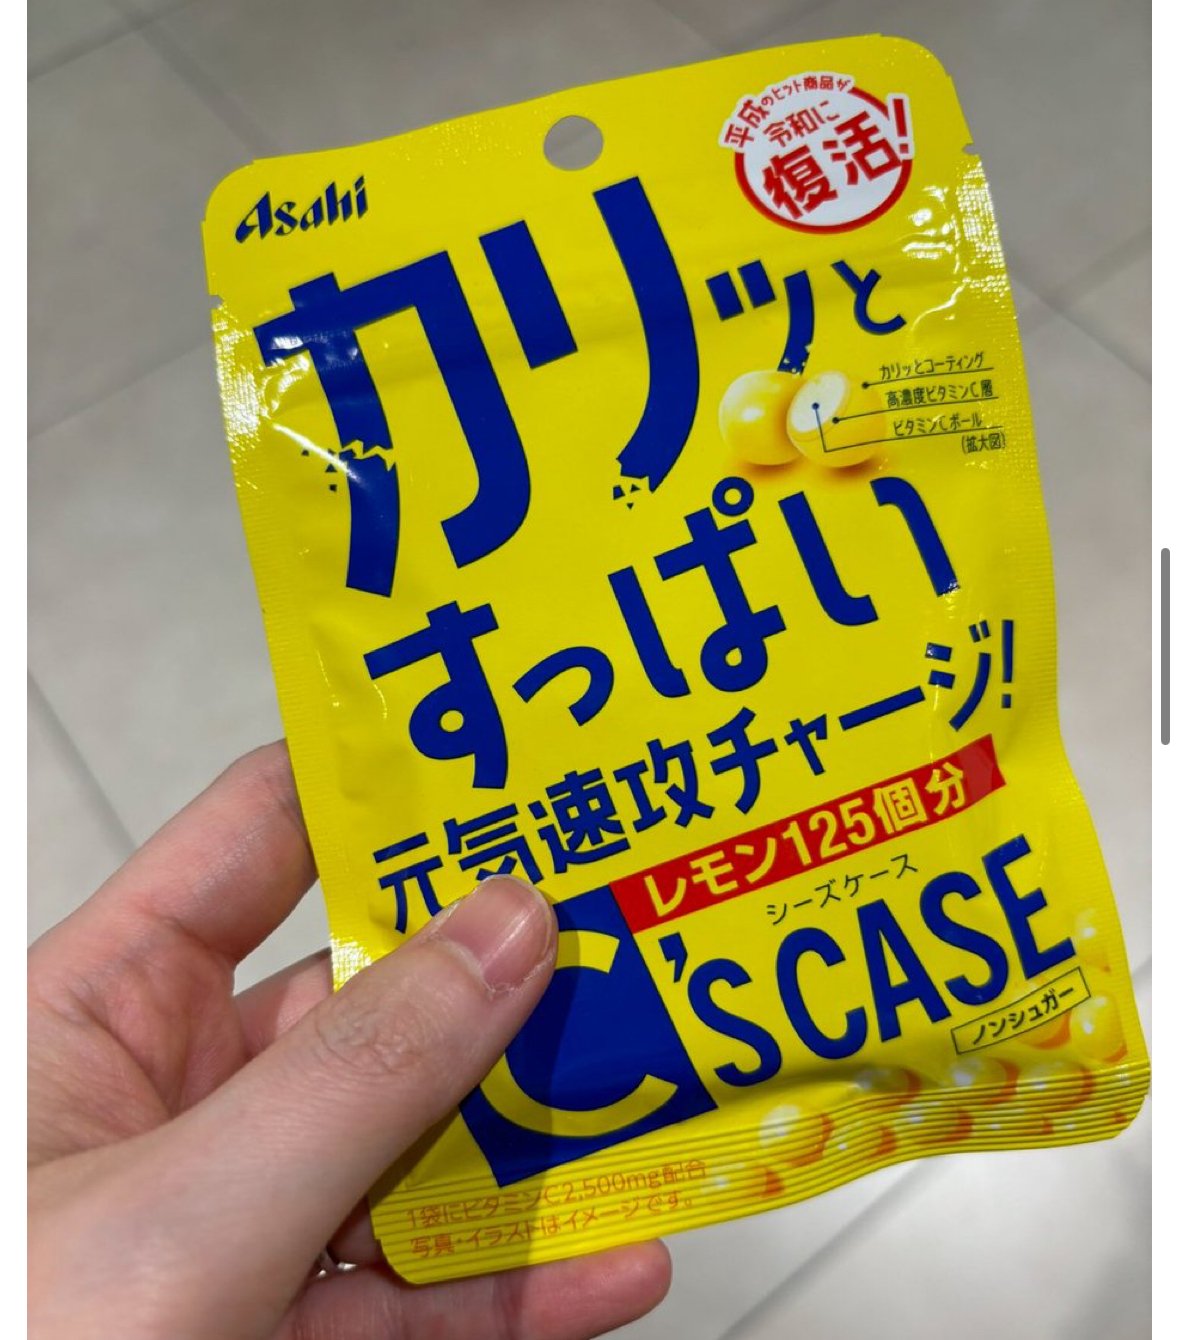 Asahi
平成のヒット商品が
令和に
復活!
カリッと
カリッとコーティング
高濃度ビタミンC層
ビタミンCボール
(拡大図)
すっぱい
元気速攻チャージ!
レモン125個分
シーズケース
C'S CASE
ノンシュガー
1袋にビタミンC2,500mg配合
写真・イラストはイメージです。